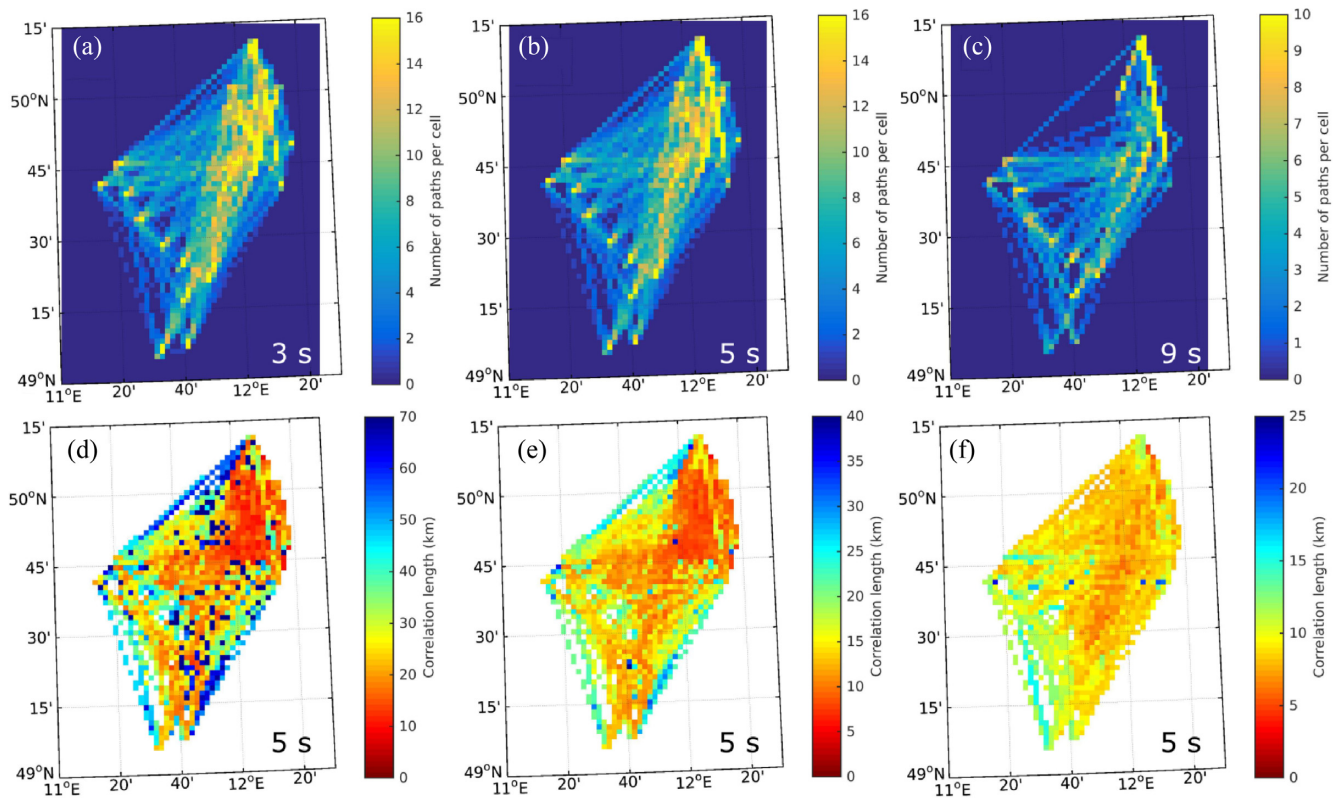 (a)
15'
50°N
45'
30'
15'
49°N
11°E
20'
40'
12°E
20'
3 s
16
14
12
10
8
6
4
2
0
Number of paths per cell
(b)
15'
50°N
45'
30'
15'
49°N
11°E
20'
40'
12°E
20'
5 s
16
14
12
10
8
6
4
2
0
Number of paths per cell
(c)
15'
50°N
45'
30'
15'
49°N
11°E
20'
40'
12°E
20'
9 s
10
9
8
7
6
5
4
3
2
1
0
Number of paths per cell
(d)
15'
50°N
45'
30'
15'
49°N
11°E
20'
40'
12°E
20'
5 s
70
60
50
40
30
20
10
0
Correlation length (km)
(e)
15'
50°N
45'
30'
15'
49°N
11°E
20'
40'
12°E
20'
5 s
40
35
30
25
20
15
10
5
0
Correlation length (km)
(f)
15'
50°N
45'
30'
15'
49°N
11°E
20'
40'
12°E
20'
5 s
25
20
15
10
5
0
Correlation length (km)